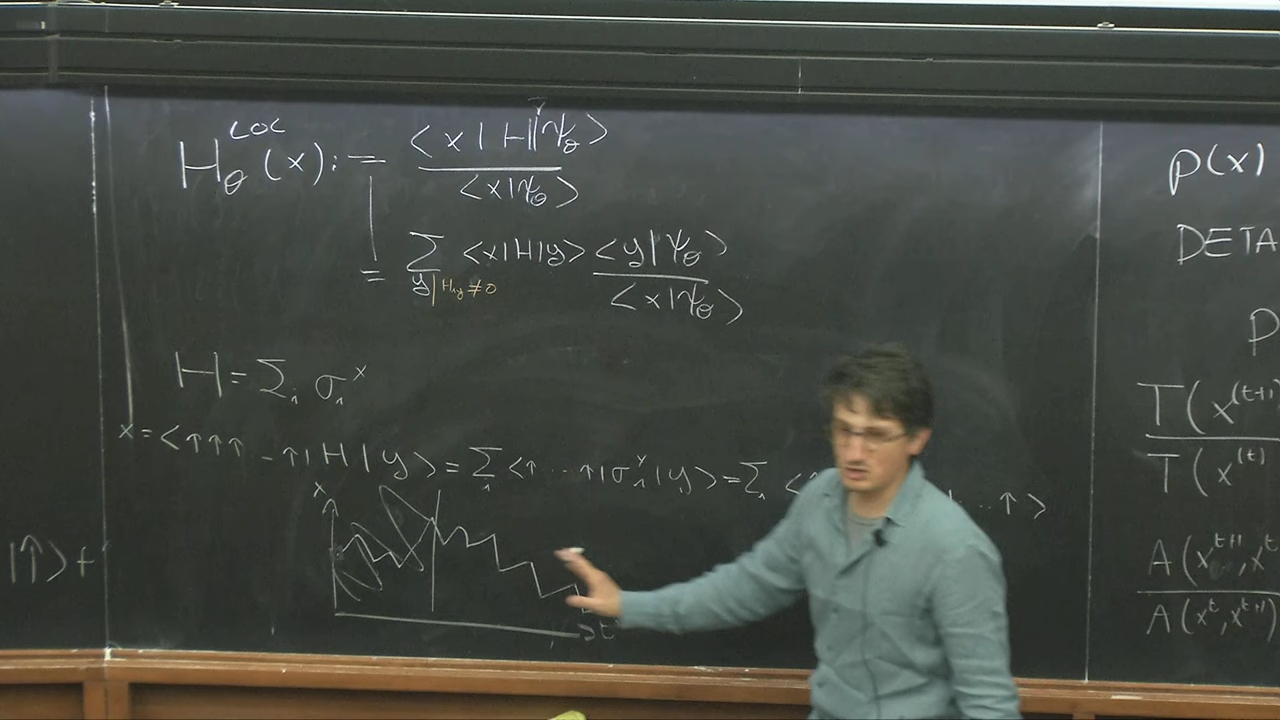 H_θ^LOC (x) := <x|H|ψ_θ> / <x|ψ_θ>
= Σ_{y|H_xy≠0} <x|H|y> <y|ψ_θ> / <x|ψ_θ>
H = Σ_i σ_i^x
x = <↑↑↑ - ↑|H|y> = Σ_i <↑...↑|σ_i^x|y> = Σ_i <↑ ...↑>
x
t
|↑> +
p(x)
DETA
P
T(x^(t+1)
T(x^(t)
A(x^t+1, x^t
A(x^t, x^t+1)